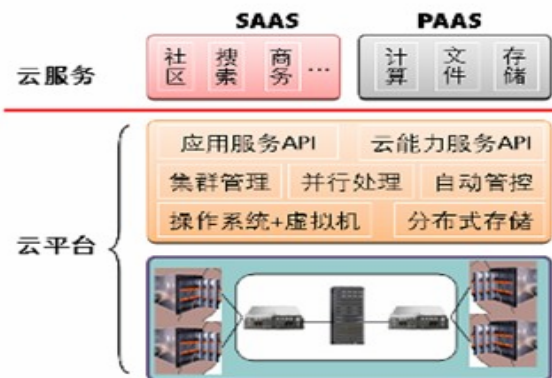 SAAS PAAS
云服务 社区 搜素 商务 … 计算 文件 存储
应用服务API 云能力服务API
集群管理 并行处理 自动管控
云平台
操作系统+虚拟机 分布式存储